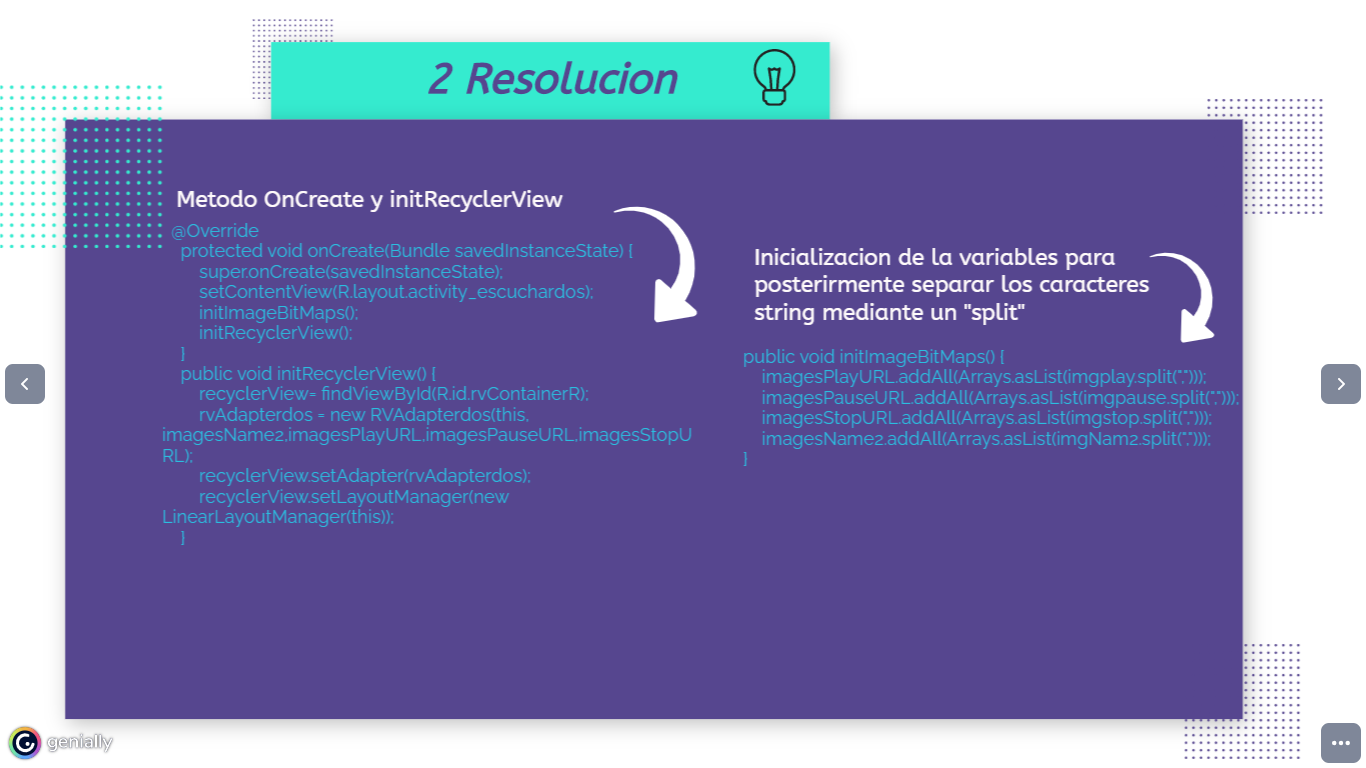 2 Resolucion
Metodo OnCreate y initRecyclerView
@Override
protected void onCreate(Bundle savedInstanceState) {
super.onCreate(savedInstanceState);
setContentView(R.layout.activity_escuchardos);
initImageBitMaps();
initRecyclerView();
}
public void initRecyclerView() {
recyclerView= findViewById(R.id.rvContainerR);
rvAdapterdos = new RVAdapterdos(this,
imagesName2,imagesPlayURL,imagesPauseURL,imagesStopU
RL);
recyclerView.setAdapter(rvAdapterdos);
recyclerView.setLayoutManager(new
LinearLayoutManager(this));
}
Inicializacion de la variables para
posterirmente separar los caracteres
string mediante un "split"
public void initImageBitMaps() {
imagesPlayURL.addAll(Arrays.asList(imgplay.split(",")));
imagesPauseURL.addAll(Arrays.asList(imgpause.split(",")));
imagesStopURL.addAll(Arrays.asList(imgstop.split(",")));
imagesName2.addAll(Arrays.asList(imgNam2.split(",")));
}
genially